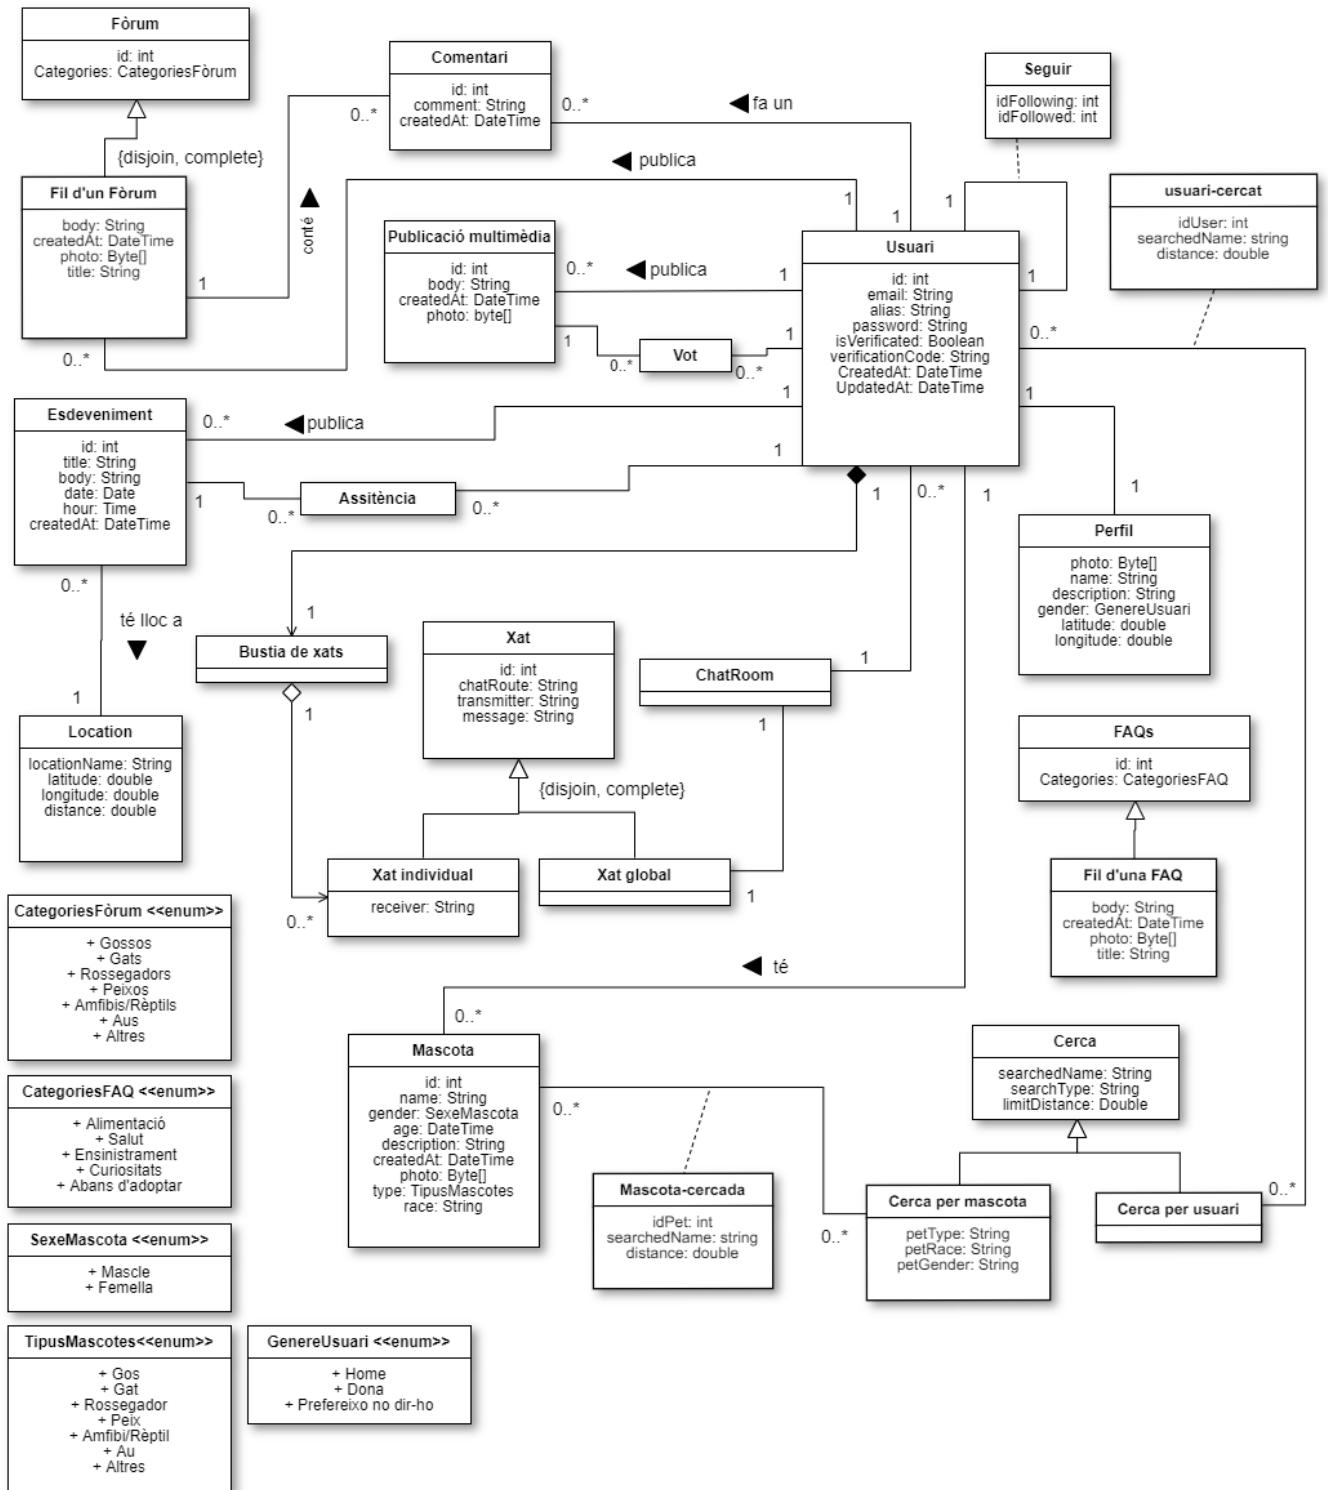 Fòrum
id: int
Categories: CategoriesFòrum
{disjoin, complete}
Fil d'un Fòrum
body: String
createdAt: DateTime
photo: Byte[]
title: String
1
0..*
conté
0..*
Comentari
id: int
comment: String
createdAt: DateTime
0..*
fa un
1
publica
1
Seguir
idFollowing: int
idFollowed: int
1
1
usuari-cercat
idUser: int
searchedName: string
distance: double
Publicació multimèdia
id: int
body: String
createdAt: DateTime
photo: byte[]
0..*
publica
1
1
0..*
Vot
0..*
1
Usuari
id: int
email: String
alias: String
password: String
isVerificated: Boolean
verificationCode: String
CreatedAt: DateTime
UpdatedAt: DateTime
0..*
1
Esdeveniment
id: int
title: String
body: String
date: Date
hour: Time
createdAt: DateTime
0..*
publica
1
1
0..*
Assitència
0..*
1
1
0..*
1
1
Perfil
photo: Byte[]
name: String
description: String
gender: GenereUsuari
latitude: double
longitude: double
0..*
té lloc a
1
Location
locationName: String
latitude: double
longitude: double
distance: double
1
Bustia de xats
1
Xat
id: int
chatRoute: String
transmitter: String
message: String
{disjoin, complete}
ChatRoom
1
1
FAQs
id: int
Categories: CategoriesFAQ
Xat individual
receiver: String
0..*
Xat global
1
Fil d'una FAQ
body: String
createdAt: DateTime
photo: Byte[]
title: String
CategoriesFòrum <<enum>>
+ Gossos
+ Gats
+ Rossegadors
+ Peixos
+ Amfibis/Rèptils
+ Aus
+ Altres
té
0..*
Mascota
id: int
name: String
gender: SexeMascota
age: DateTime
description: String
createdAt: DateTime
photo: Byte[]
type: TipusMascotes
race: String
0..*
Cerca
searchedName: String
searchType: String
limitDistance: Double
CategoriesFAQ <<enum>>
+ Alimentació
+ Salut
+ Ensinistrament
+ Curiositats
+ Abans d'adoptar
Mascota-cercada
idPet: int
searchedName: string
distance: double
0..*
Cerca per mascota
petType: String
petRace: String
petGender: String
Cerca per usuari
0..*
SexeMascota <<enum>>
+ Mascle
+ Femella
TipusMascotes<<enum>>
+ Gos
+ Gat
+ Rossegador
+ Peix
+ Amfibi/Rèptil
+ Au
+ Altres
GenereUsuari <<enum>>
+ Home
+ Dona
+ Prefereixo no dir-ho